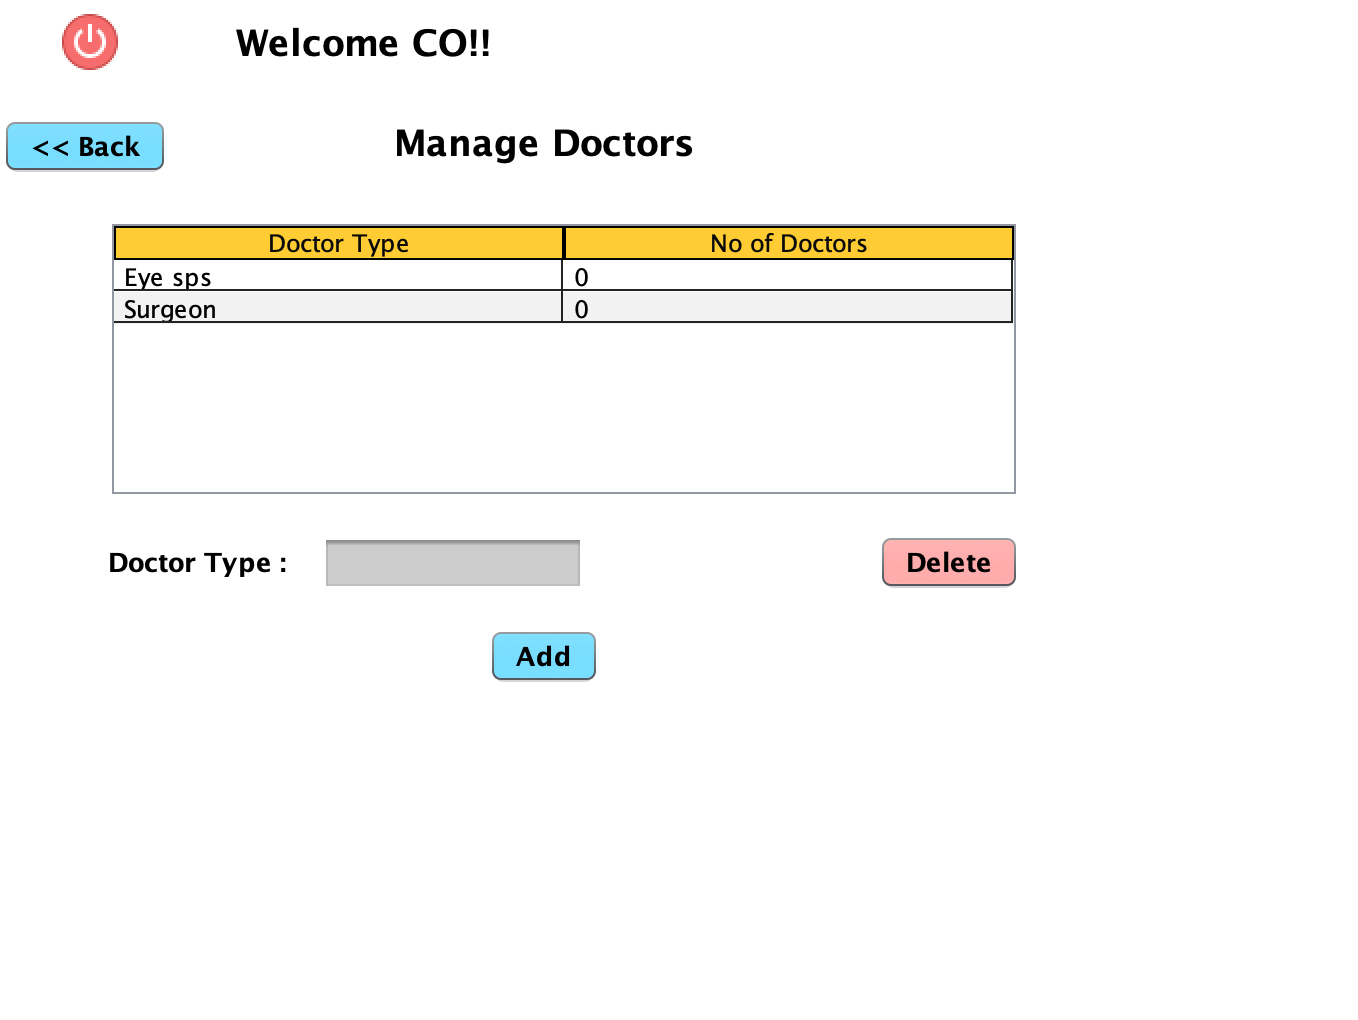 Welcome CO!!
<< Back
Manage Doctors
Doctor Type No of Doctors
Eye sps 0
Surgeon 0
Doctor Type :
Delete
Add